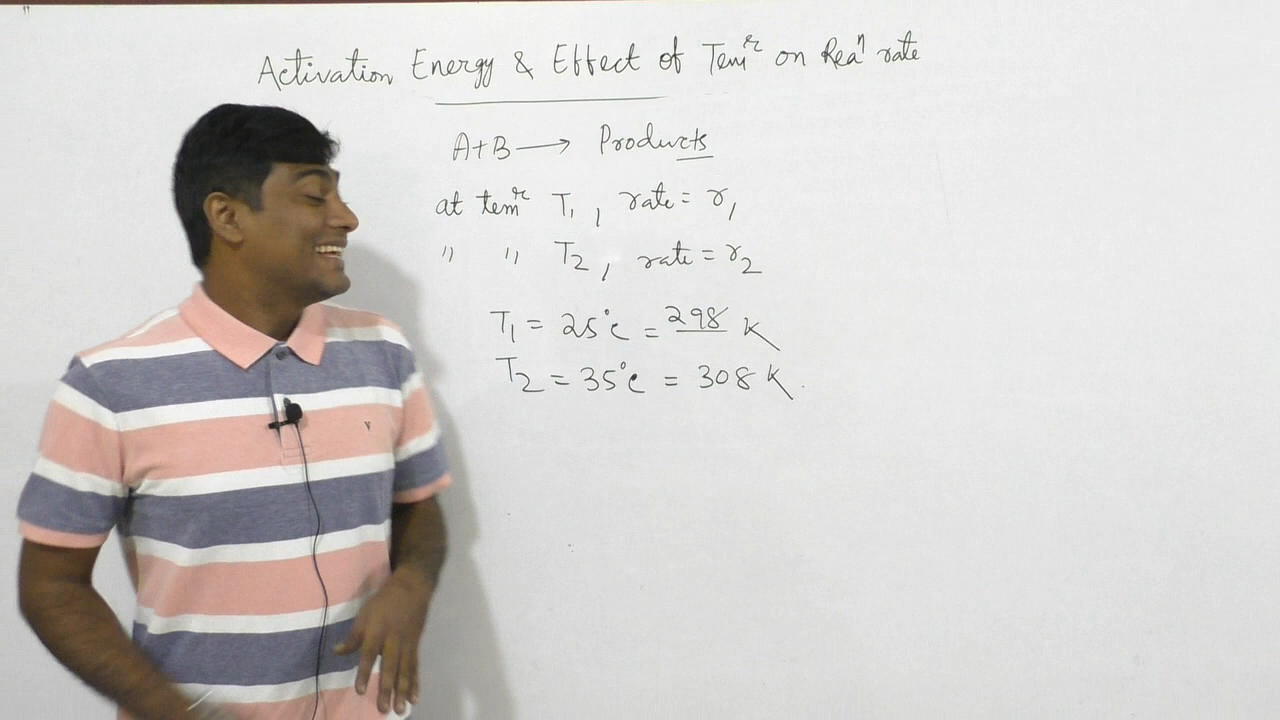 Activation Energy & Effect of Temʳ on Reaⁿ rate
A+B ⟶ Products
at temʳ T₁, rate = r₁
" " T₂, rate = r₂
T₁ = 25°C = 298 K
T₂ = 35°C = 308 K.